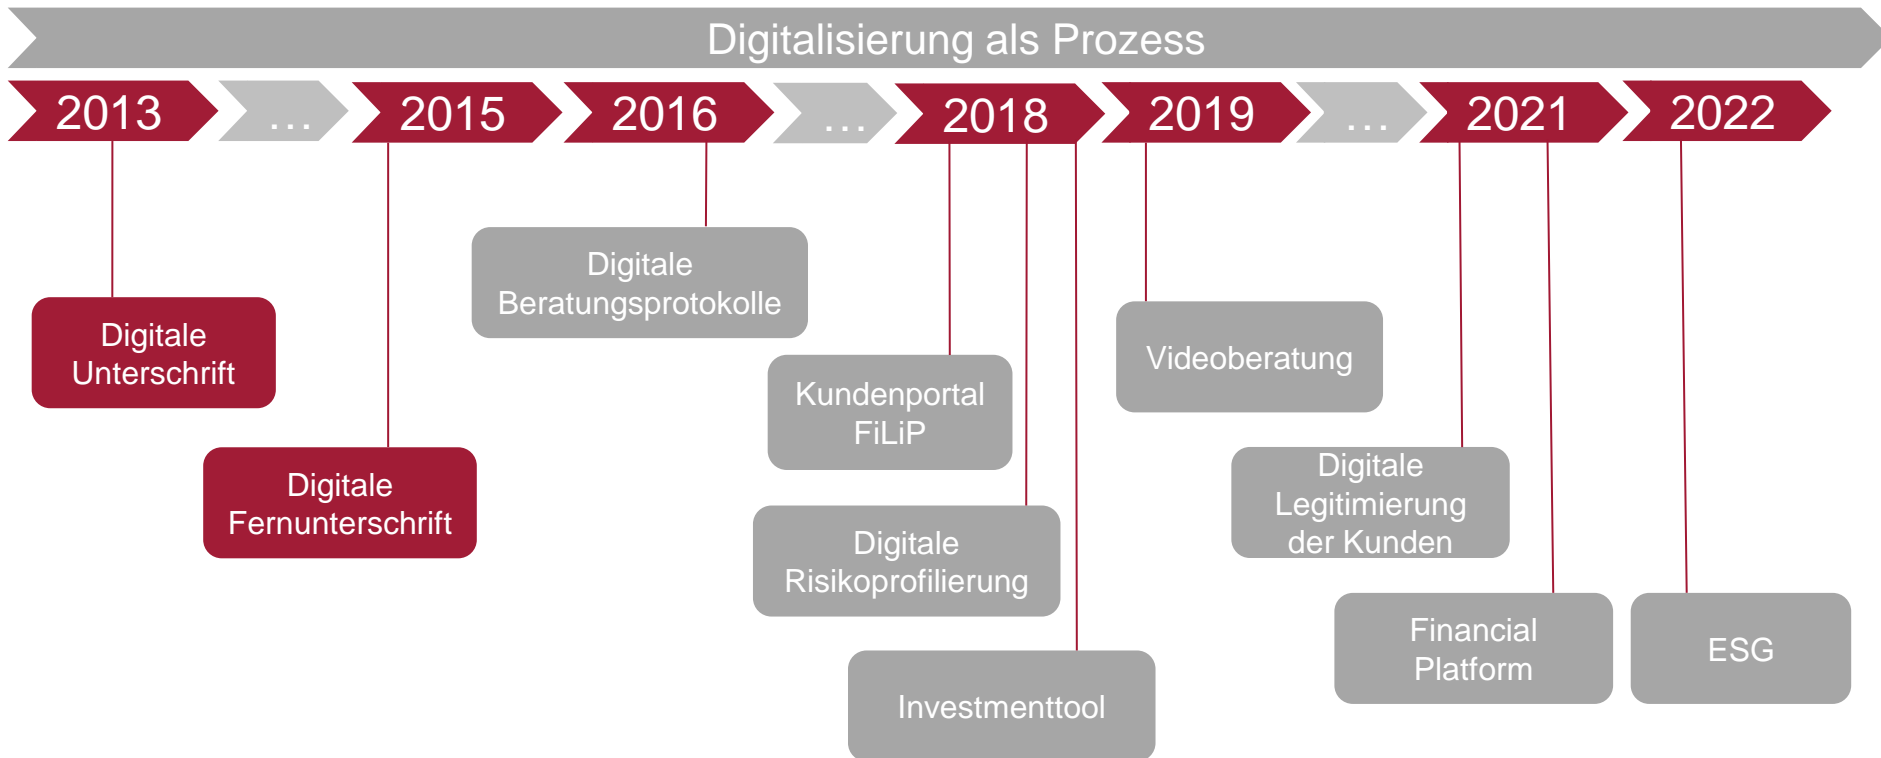 Digitalisierung als Prozess
2013
...
2015
2016
...
2018
2019
...
2021
2022
Digitale
Unterschrift
Digitale
Fernunterschrift
Digitale
Beratungsprotokolle
Kundenportal
FiLiP
Digitale
Risikoprofilierung
Investmenttool
Videoberatung
Digitale
Legitimierung
der Kunden
Financial
Platform
ESG